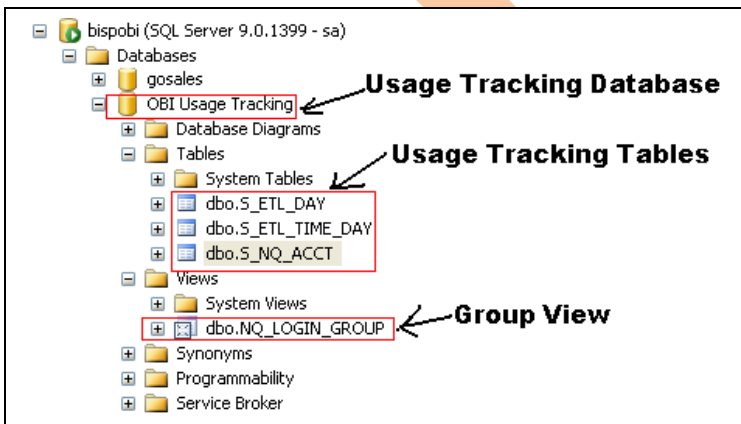 bispobi (SQL Server 9.0.1399 - sa)
Databases
gosales
Usage Tracking Database
OBI Usage Tracking
Database Diagrams
Tables
Usage Tracking Tables
System Tables
dbo.S_ETL_DAY
dbo.S_ETL_TIME_DAY
dbo.S_NQ_ACCT
Views
System Views
dbo.NQ_LOGIN_GROUP
Group View
Synonyms
Programmability
Service Broker